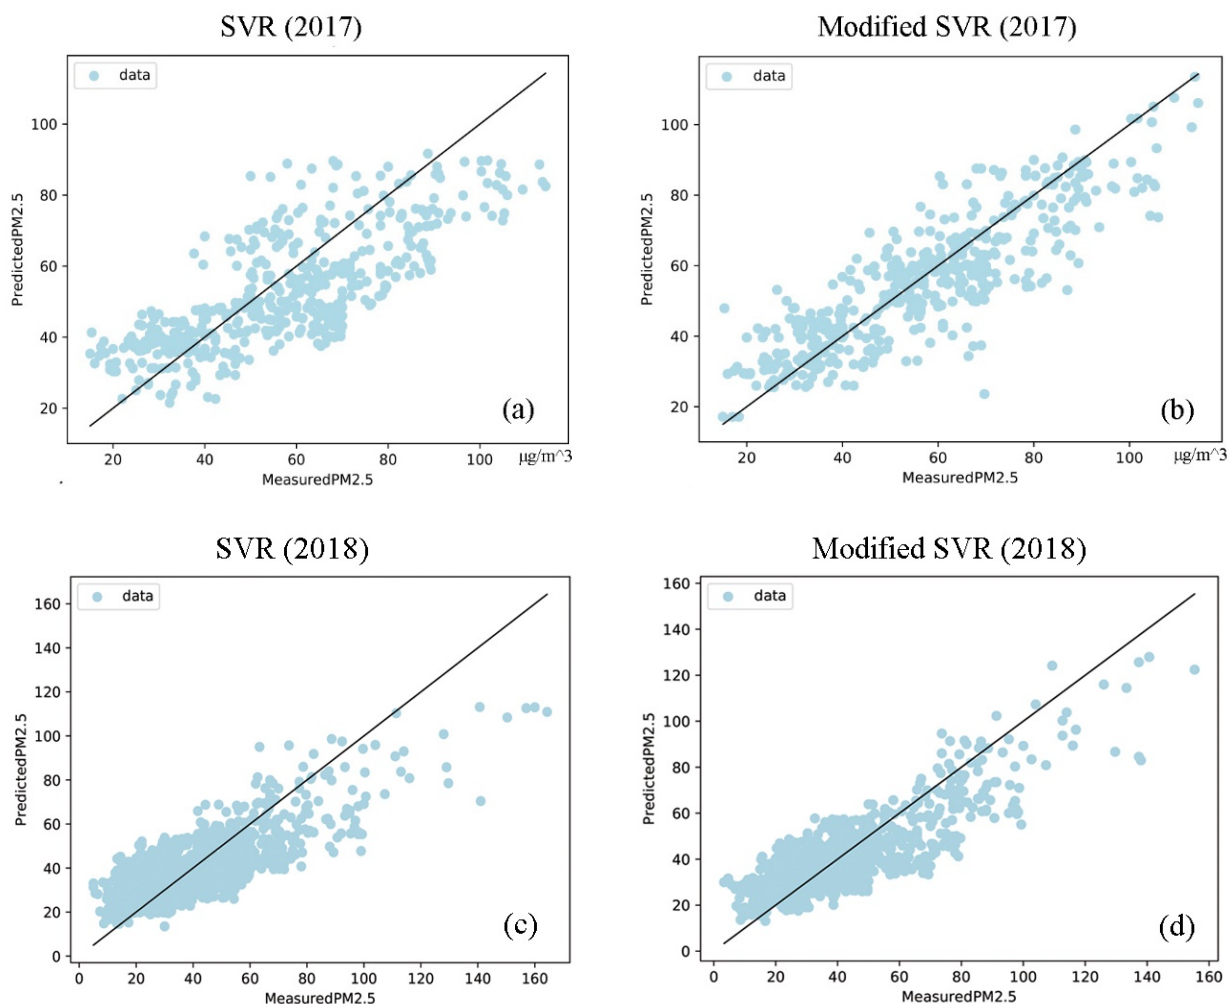 SVR (2017)
Modified SVR (2017)
data
data
100
80
60
40
20
PredictedPM2.5
(a)
20 40 60 80 100 μg/m^3
MeasuredPM2.5
100
80
60
40
20
PredictedPM2.5
(b)
20 40 60 80 100 μg/m^3
MeasuredPM2.5
SVR (2018)
Modified SVR (2018)
data
data
160
140
120
100
80
60
40
20
0
PredictedPM2.5
(c)
0 20 40 60 80 100 120 140 160
MeasuredPM2.5
160
140
120
100
80
60
40
20
0
PredictedPM2.5
(d)
0 20 40 60 80 100 120 140 160
MeasuredPM2.5